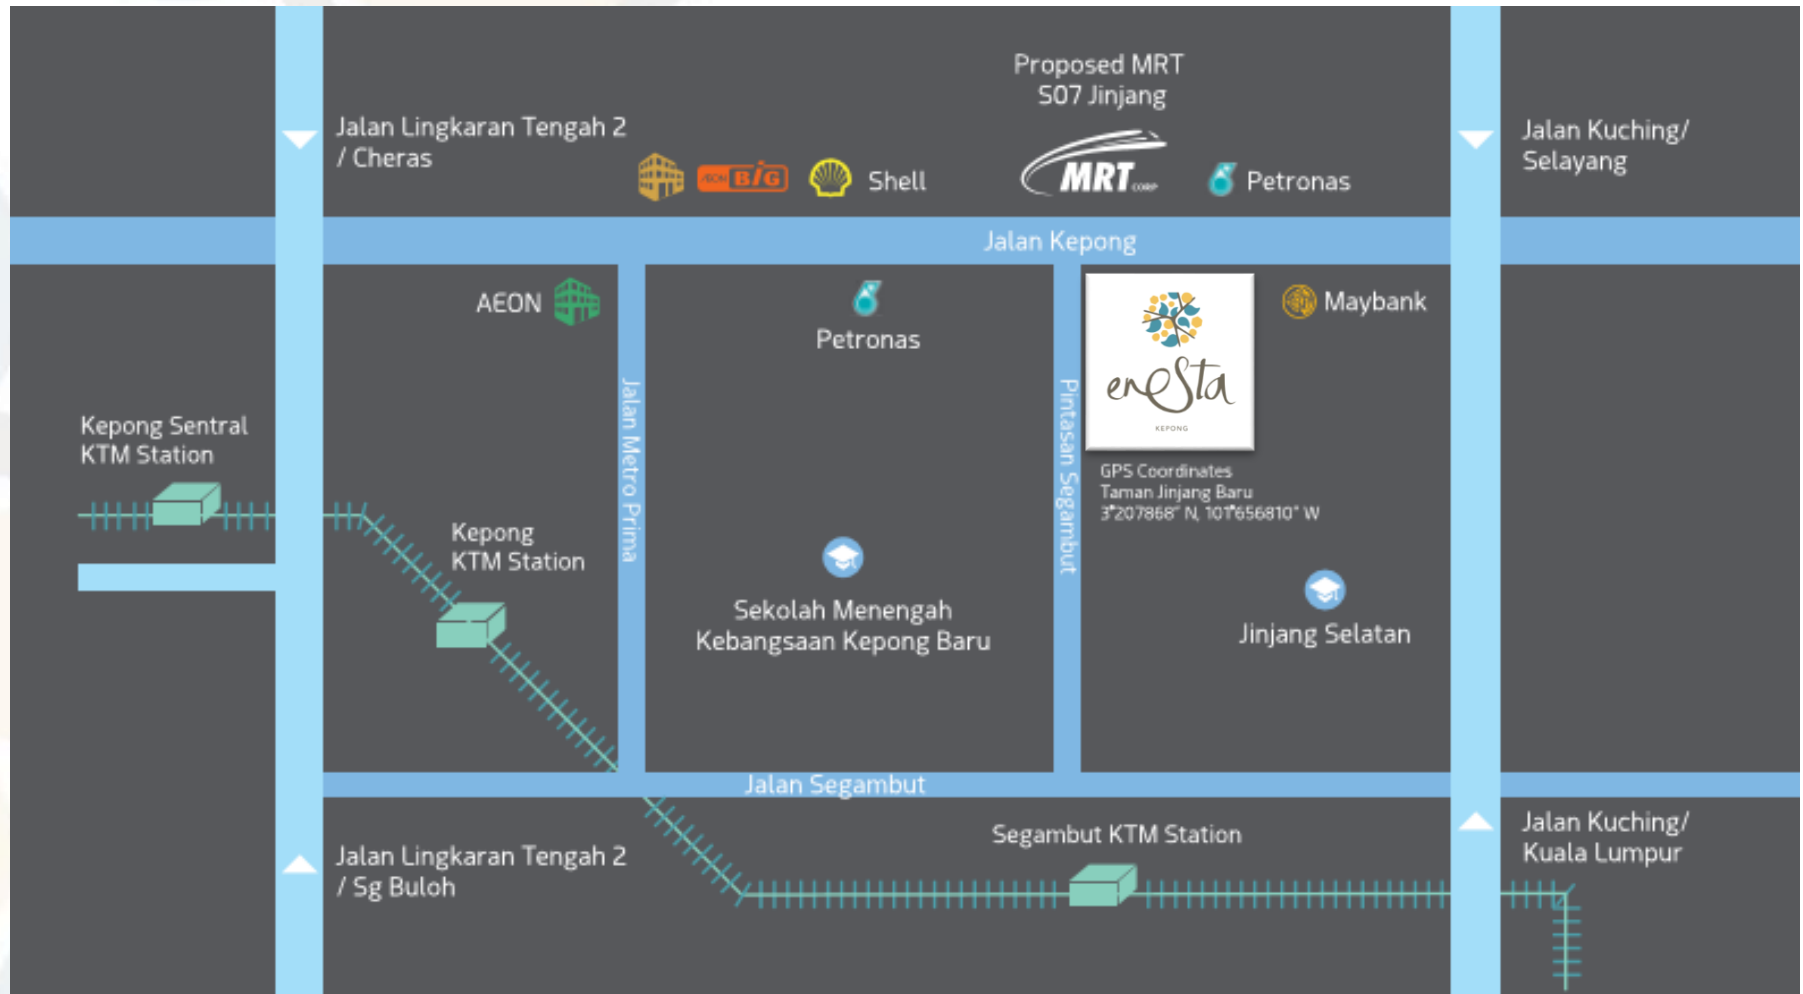 Proposed MRT
S07 Jinjang
Jalan Lingkaran Tengah 2
/ Cheras
AEON BiG
Shell
MRT CORP
Petronas
Jalan Kuching/
Selayang
Jalan Kepong
AEON
Petronas
enesta
KEPONG
Maybank
Jalan Metro Prima
Pintasan Segambut
Kepong Sentral
KTM Station
GPS Coordinates
Taman Jinjang Baru
3°207868" N, 101°656810" W
Kepong
KTM Station
Sekolah Menengah
Kebangsaan Kepong Baru
Jinjang Selatan
Jalan Segambut
Segambut KTM Station
Jalan Kuching/
Kuala Lumpur
Jalan Lingkaran Tengah 2
/ Sg Buloh